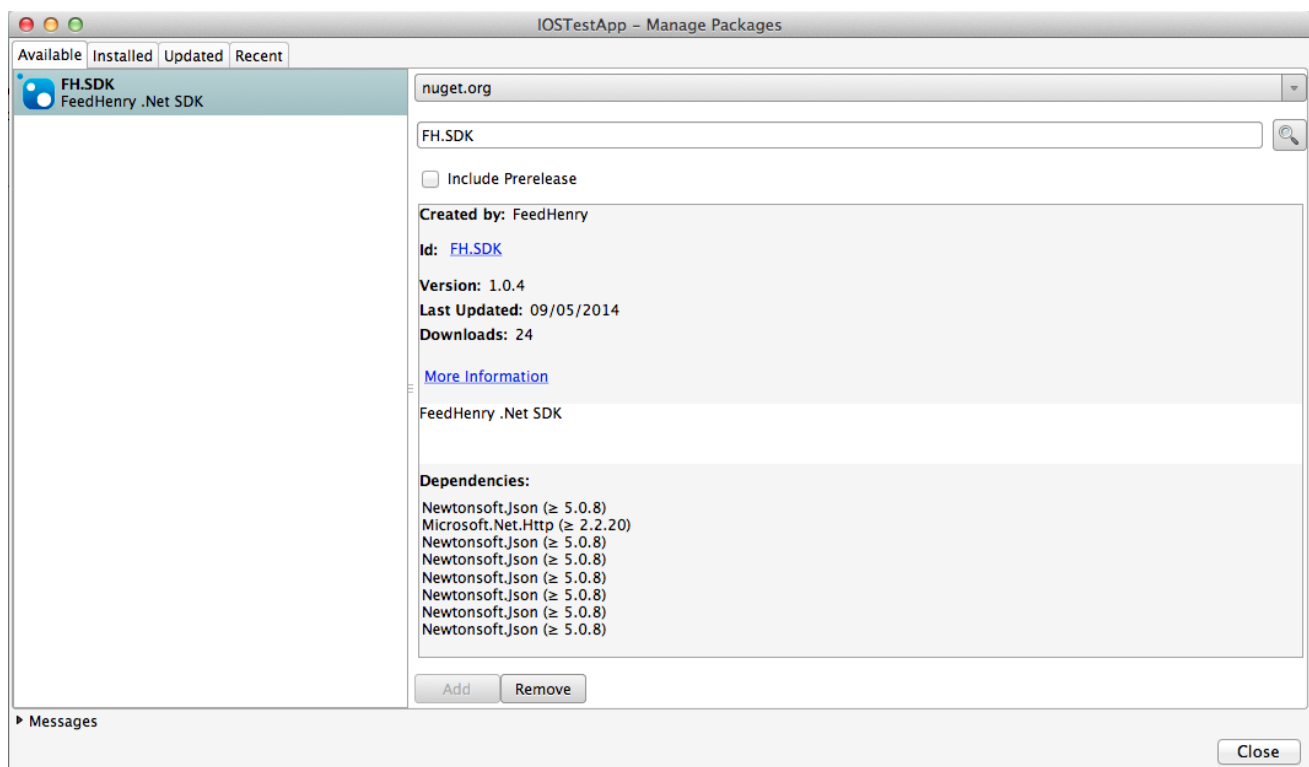 IOSTestApp – Manage Packages
Available Installed Updated Recent
FH.SDK
FeedHenry .Net SDK
nuget.org
FH.SDK
Include Prerelease
Created by: FeedHenry
Id: FH.SDK
Version: 1.0.4
Last Updated: 09/05/2014
Downloads: 24
More Information
FeedHenry .Net SDK
Dependencies:
Newtonsoft.Json (≥ 5.0.8)
Microsoft.Net.Http (≥ 2.2.20)
Newtonsoft.Json (≥ 5.0.8)
Newtonsoft.Json (≥ 5.0.8)
Newtonsoft.Json (≥ 5.0.8)
Newtonsoft.Json (≥ 5.0.8)
Newtonsoft.Json (≥ 5.0.8)
Newtonsoft.Json (≥ 5.0.8)
Add Remove
Messages
Close